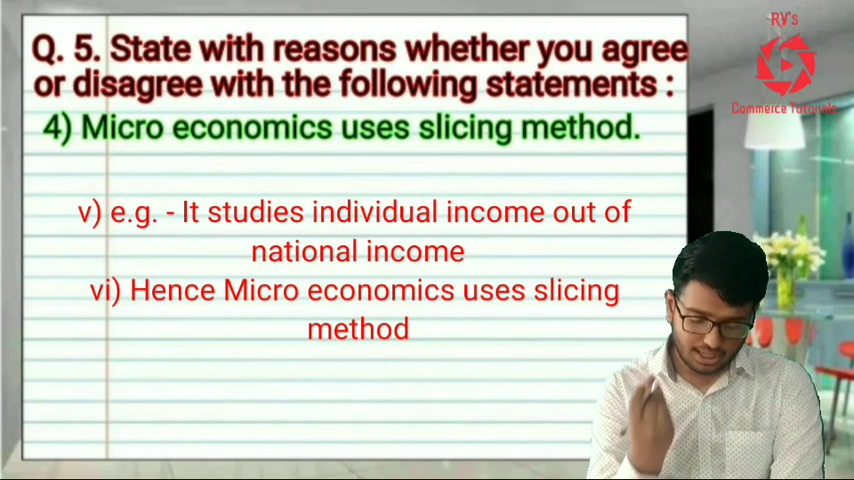 Q. 5. State with reasons whether you agree
or disagree with the following statements :
4) Micro economics uses slicing method.
v) e.g. - It studies individual income out of
national income
vi) Hence Micro economics uses slicing
method
RV's
Commerce Tutorials